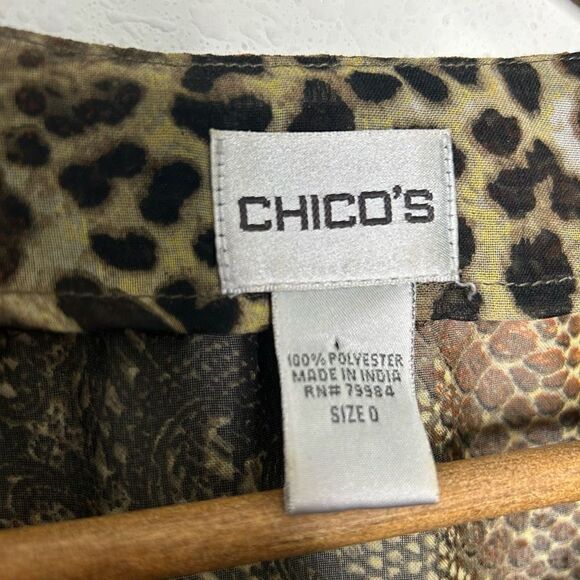 CHICO'S
100% POLYESTER
MADE IN INDIA
RN# 79984
SIZE 0